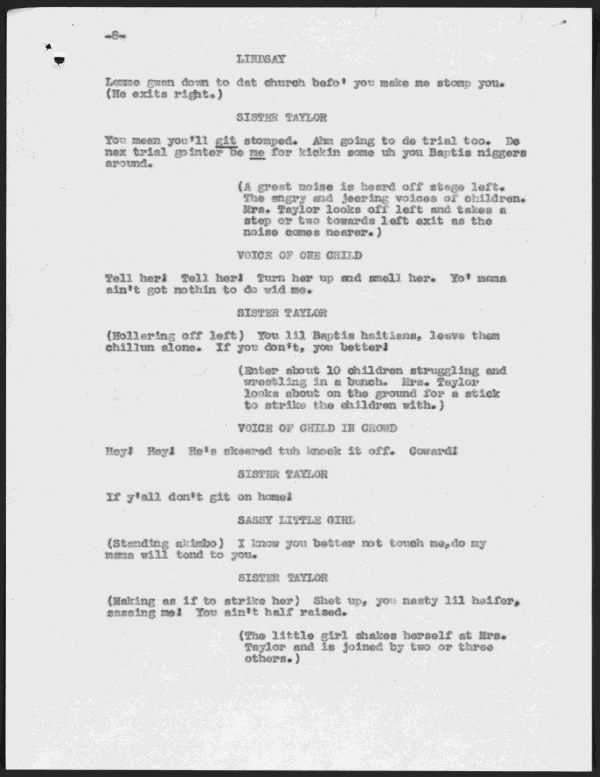 -8-
LINDSAY
Lemme gwan down to dat church befo' you make me stomp you.
(He exits right.)
SISTER TAYLOR
You mean you'll git stomped. Ahm going to de trial too. De
nex trial gointer be me for kickin some uh you Baptis niggers
around.
(A great noise is heard off stage left.
The angry and jeering voices of children.
Mrs. Taylor looks off left and takes a
step or two towards left exit as the
noise comes nearer.)
VOICE OF ONE CHILD
Tell her! Tell her! Turn her up and smell her. Yo' mama
ain't got nothin to do wid me.
SISTER TAYLOR
(Hollering off left) You lil Baptis haitians, leave them
chillun alone. If you don't, you better!
(Enter about 10 children struggling and
wrestling in a bunch. Mrs. Taylor
looks about on the ground for a stick
to strike the children with.)
VOICE OF CHILD IN CROWD
Hey! Hey! He's skeered tuh knock it off. Coward!
SISTER TAYLOR
If y'all don't git on home!
SASSY LITTLE GIRL
(Standing akimbo) I know you better not touch me,do my
mama will tend to you.
SISTER TAYLOR
(Making as if to strike her) Shet up, you nasty lil heifer,
sassing me! You ain't half raised.
(The little girl shakes herself at Mrs.
Taylor and is joined by two or three
others.)